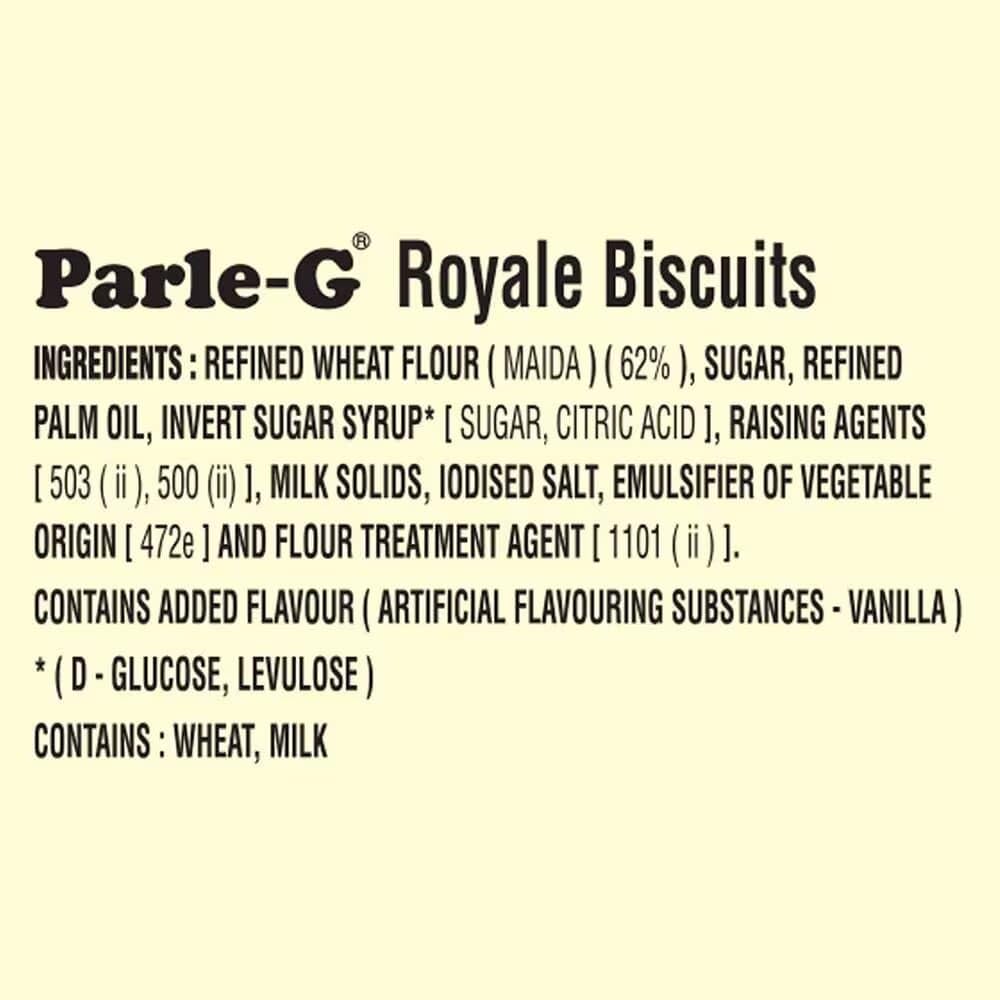 Parle-G® Royale Biscuits
INGREDIENTS : REFINED WHEAT FLOUR ( MAIDA ) ( 62% ), SUGAR, REFINED
PALM OIL, INVERT SUGAR SYRUP* [ SUGAR, CITRIC ACID ], RAISING AGENTS
[ 503 ( ii ), 500 (ii) ], MILK SOLIDS, IODISED SALT, EMULSIFIER OF VEGETABLE
ORIGIN [ 472e ] AND FLOUR TREATMENT AGENT [ 1101 ( ii ) ].
CONTAINS ADDED FLAVOUR ( ARTIFICIAL FLAVOURING SUBSTANCES - VANILLA )
* ( D - GLUCOSE, LEVULOSE )
CONTAINS : WHEAT, MILK